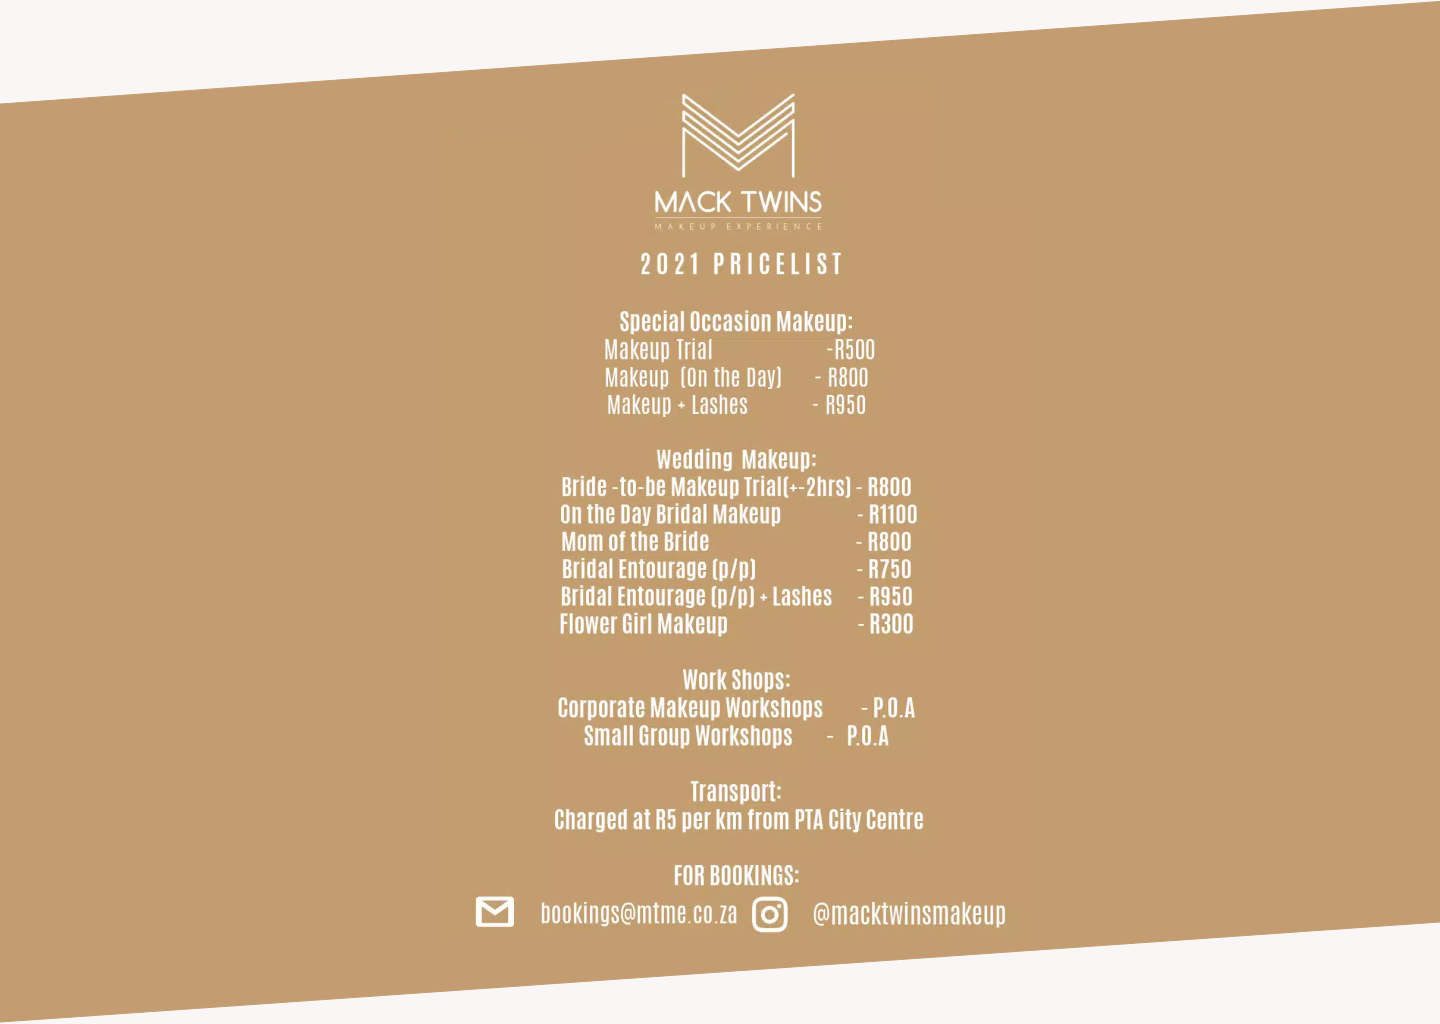 MACK TWINS
MAKEUP EXPERIENCE
2021 PRICELIST
Special Occasion Makeup:
Makeup Trial -R500
Makeup (On the Day) - R800
Makeup + Lashes - R950
Wedding Makeup:
Bride -to-be Makeup Trial(+-2hrs) - R800
On the Day Bridal Makeup - R1100
Mom of the Bride - R800
Bridal Entourage (p/p) - R750
Bridal Entourage (p/p) + Lashes - R950
Flower Girl Makeup - R300
Work Shops:
Corporate Makeup Workshops - P.O.A
Small Group Workshops - P.O.A
Transport:
Charged at R5 per km from PTA City Centre
FOR BOOKINGS:
bookings@mtme.co.za @macktwinsmakeup